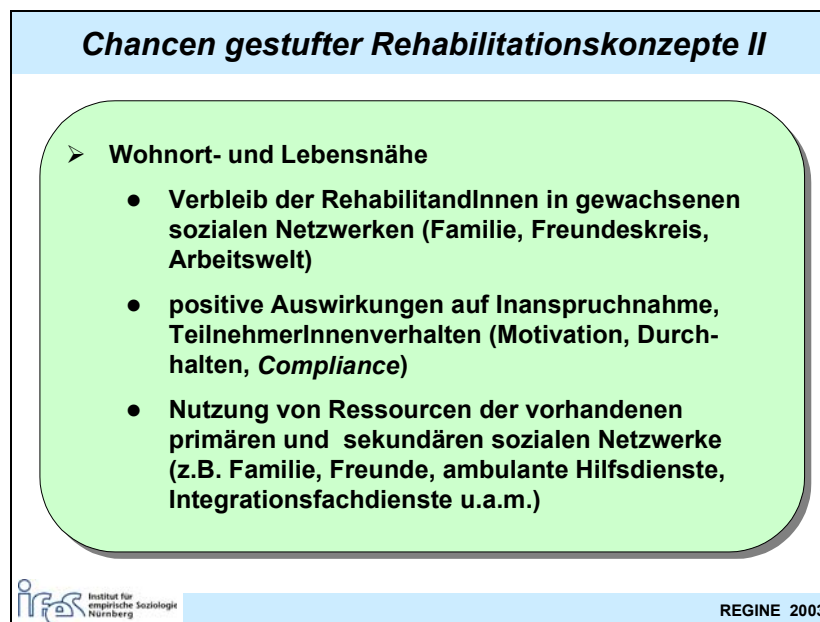 Chancen gestufter Rehabilitationskonzepte II
➢ Wohnort- und Lebensnähe
● Verbleib der RehabilitandInnen in gewachsenen
sozialen Netzwerken (Familie, Freundeskreis,
Arbeitswelt)
● positive Auswirkungen auf Inanspruchnahme,
TeilnehmerInnenverhalten (Motivation, Durch-
halten, Compliance)
● Nutzung von Ressourcen der vorhandenen
primären und sekundären sozialen Netzwerke
(z.B. Familie, Freunde, ambulante Hilfsdienste,
Integrationsfachdienste u.a.m.)
ifes
Institut für
empirische Soziologie
Nürnberg
REGINE 2003